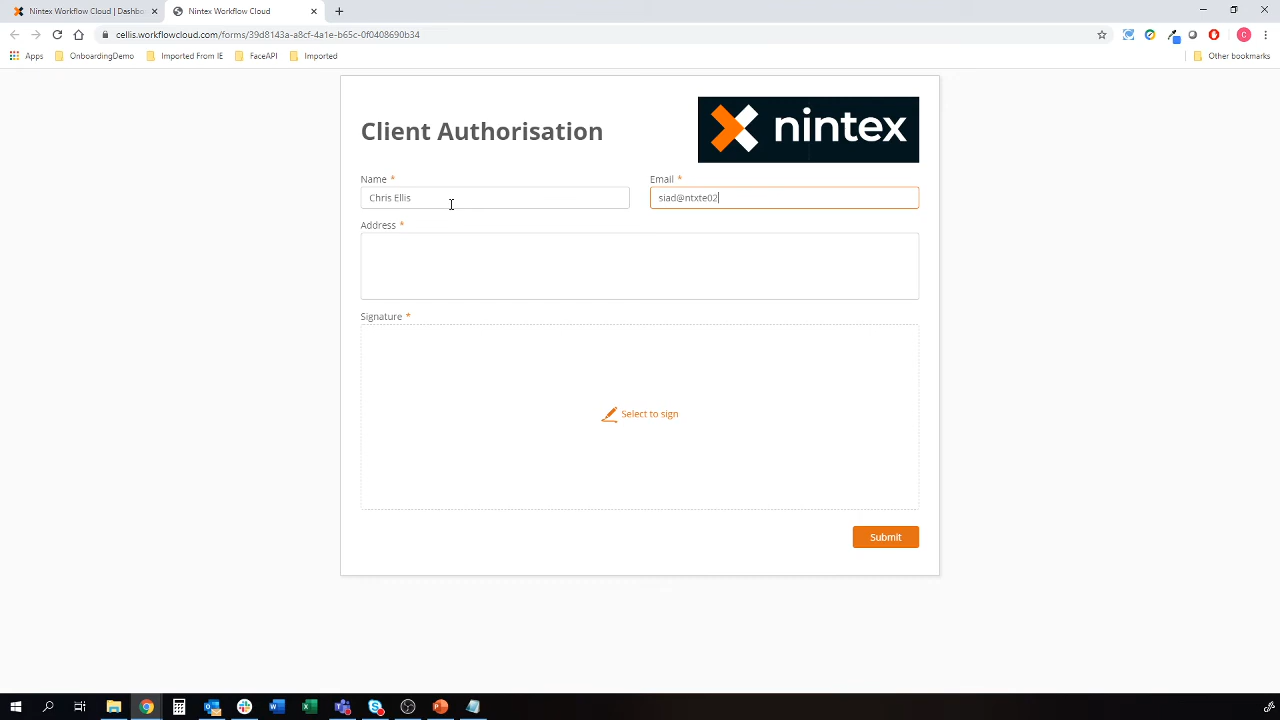 Nintex Workflow Cloud | Dashbo
Nintex Workflow Cloud
cellis.workflowcloud.com/forms/39d8143a-a8cf-4a1e-b65c-0f0408690b34
Apps
OnboardingDemo
Imported From IE
FaceAPI
Imported
Other bookmarks
Client Authorisation
nintex
Name *
Email *
Chris Ellis
siad@ntxte02
Address *
Signature *
Select to sign
Submit